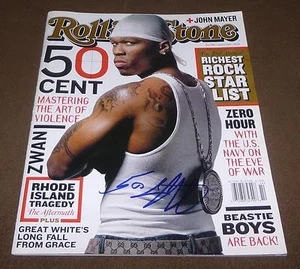 +JOHN MAYER
Rolling Stone
50
CENT
MASTERING
THE ART OF
VIOLENCE
ZWAN!
RHODE
ISLAND
TRAGEDY
The Aftermath
PLUS
GREAT WHITE'S
LONG FALL
FROM GRACE
RICHEST
ROCK
STAR
LIST
ZERO
HOUR
WITH THE
U.S. NAVY
ON THE
EVE OF
WAR
BEASTIE
BOYS
ARE BACK!